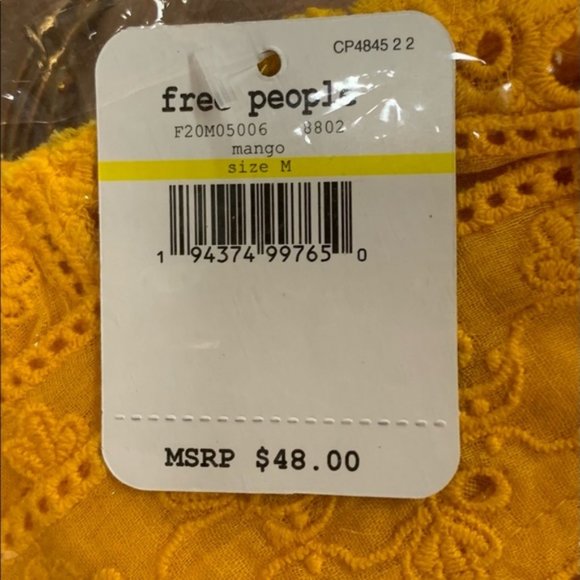 CP4845 2 2
free people
F20M05006 8802
mango
size M
1 94374 99765 0
MSRP $48.00